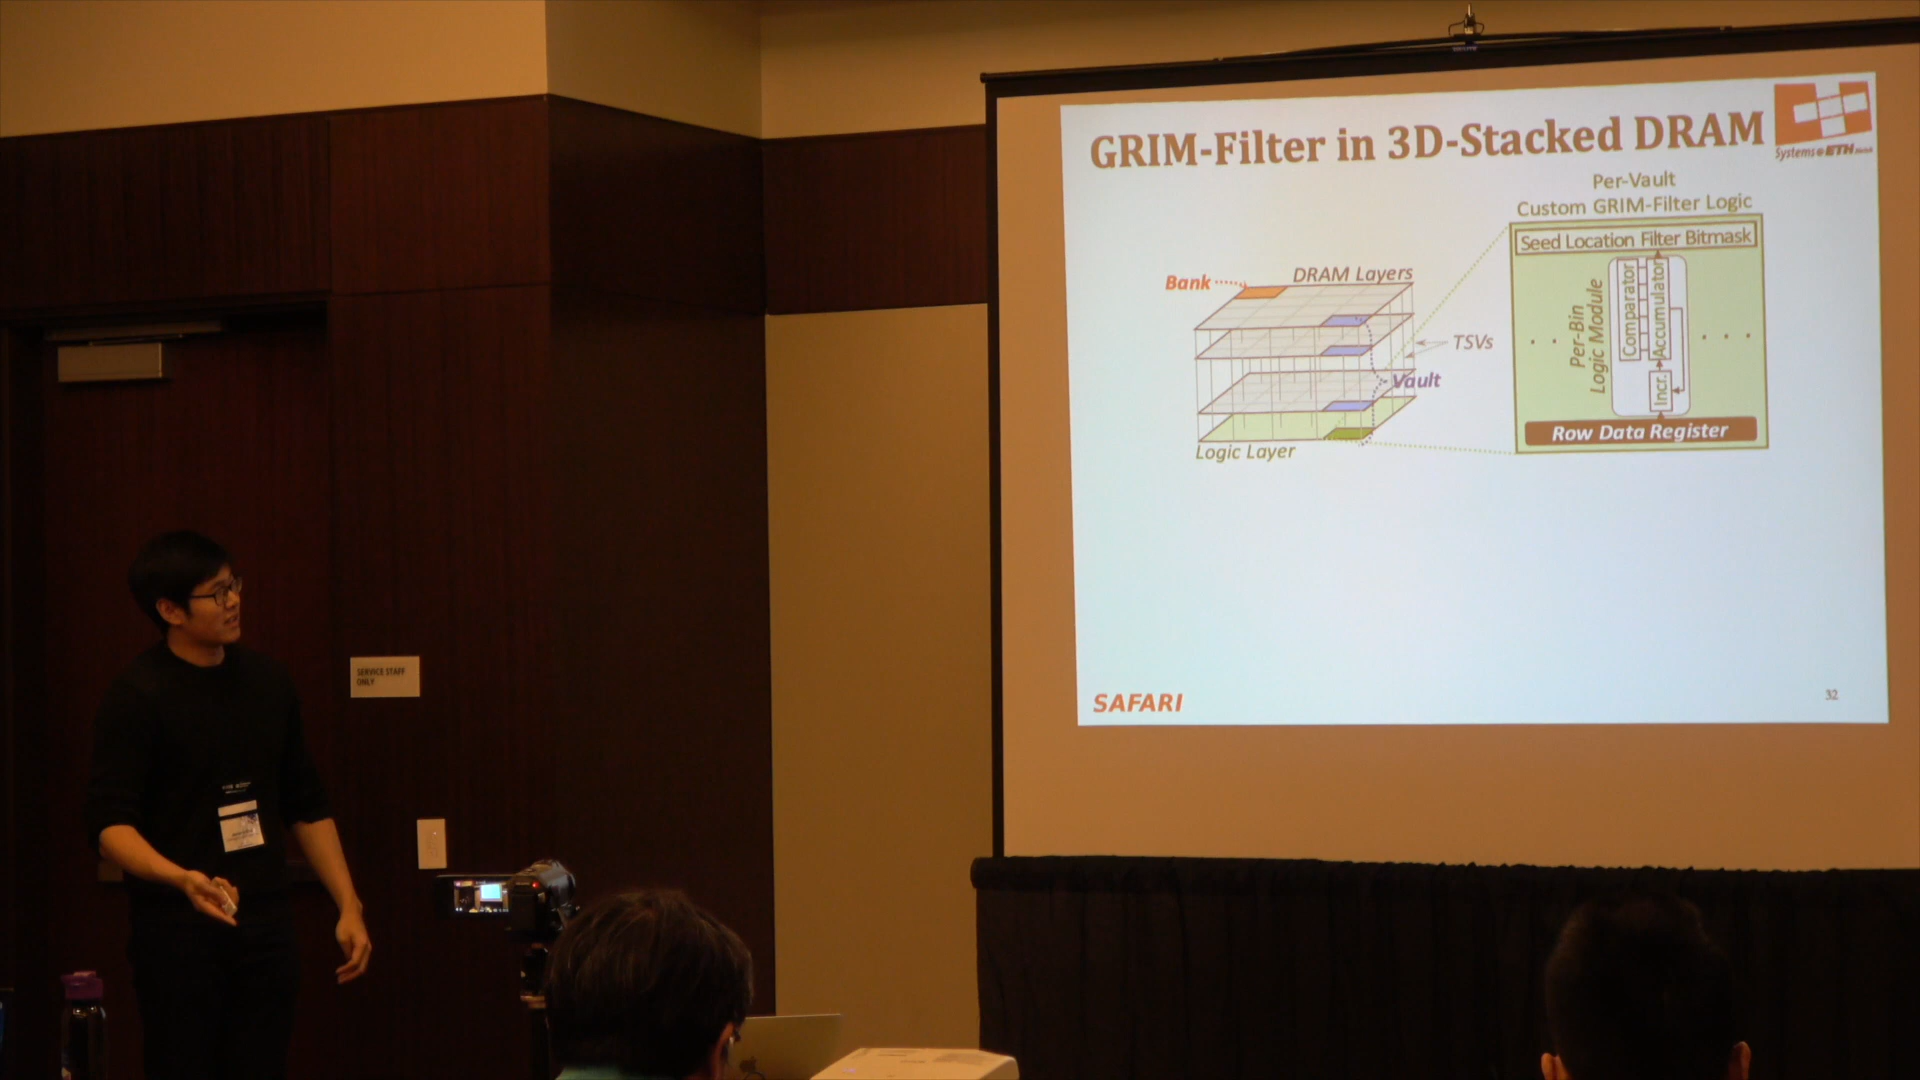 GRIM-Filter in 3D-Stacked DRAM
Systems@ETH
Per-Vault
Custom GRIM-Filter Logic
Seed Location Filter Bitmask
Bank
DRAM Layers
TSVs
Vault
Logic Layer
Per-Bin
Logic Module
Comparator
Accumulator
Incr.
Row Data Register
SAFARI
32
SERVICE STAFF
ONLY